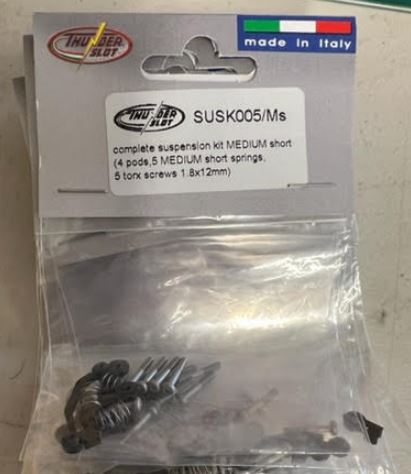 THUNDER
SLOT
made in Italy
THUNDER
SLOT
SUSK005/Ms
complete suspension kit MEDIUM short
(4 pods,5 MEDIUM short springs,
5 torx screws 1.8x12mm)